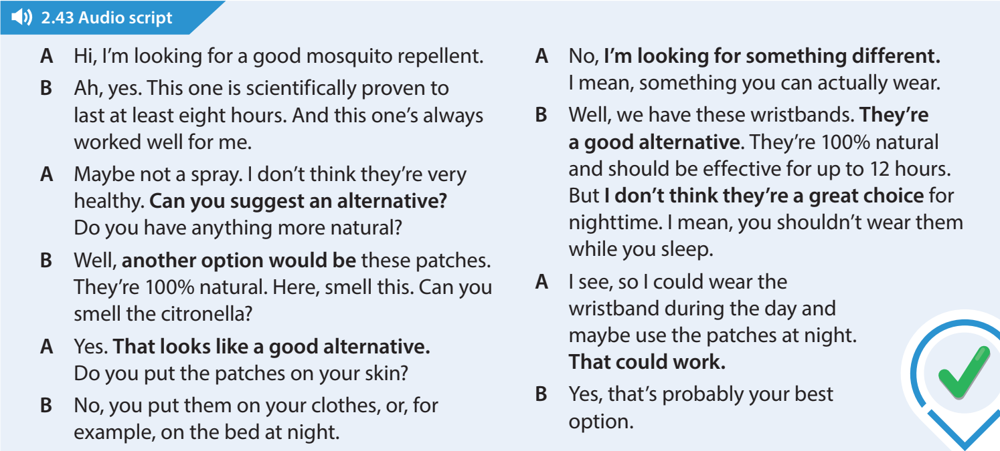 2.43 Audio script
A Hi, I’m looking for a good mosquito repellent.
B Ah, yes. This one is scientifically proven to
last at least eight hours. And this one’s always
worked well for me.
A Maybe not a spray. I don’t think they’re very
healthy. Can you suggest an alternative?
Do you have anything more natural?
B Well, another option would be these patches.
They’re 100% natural. Here, smell this. Can you
smell the citronella?
A Yes. That looks like a good alternative.
Do you put the patches on your skin?
B No, you put them on your clothes, or, for
example, on the bed at night.
A No, I’m looking for something different.
I mean, something you can actually wear.
B Well, we have these wristbands. They’re
a good alternative. They’re 100% natural
and should be effective for up to 12 hours.
But I don’t think they’re a great choice for
nighttime. I mean, you shouldn’t wear them
while you sleep.
A I see, so I could wear the
wristband during the day and
maybe use the patches at night.
That could work.
B Yes, that’s probably your best
option.